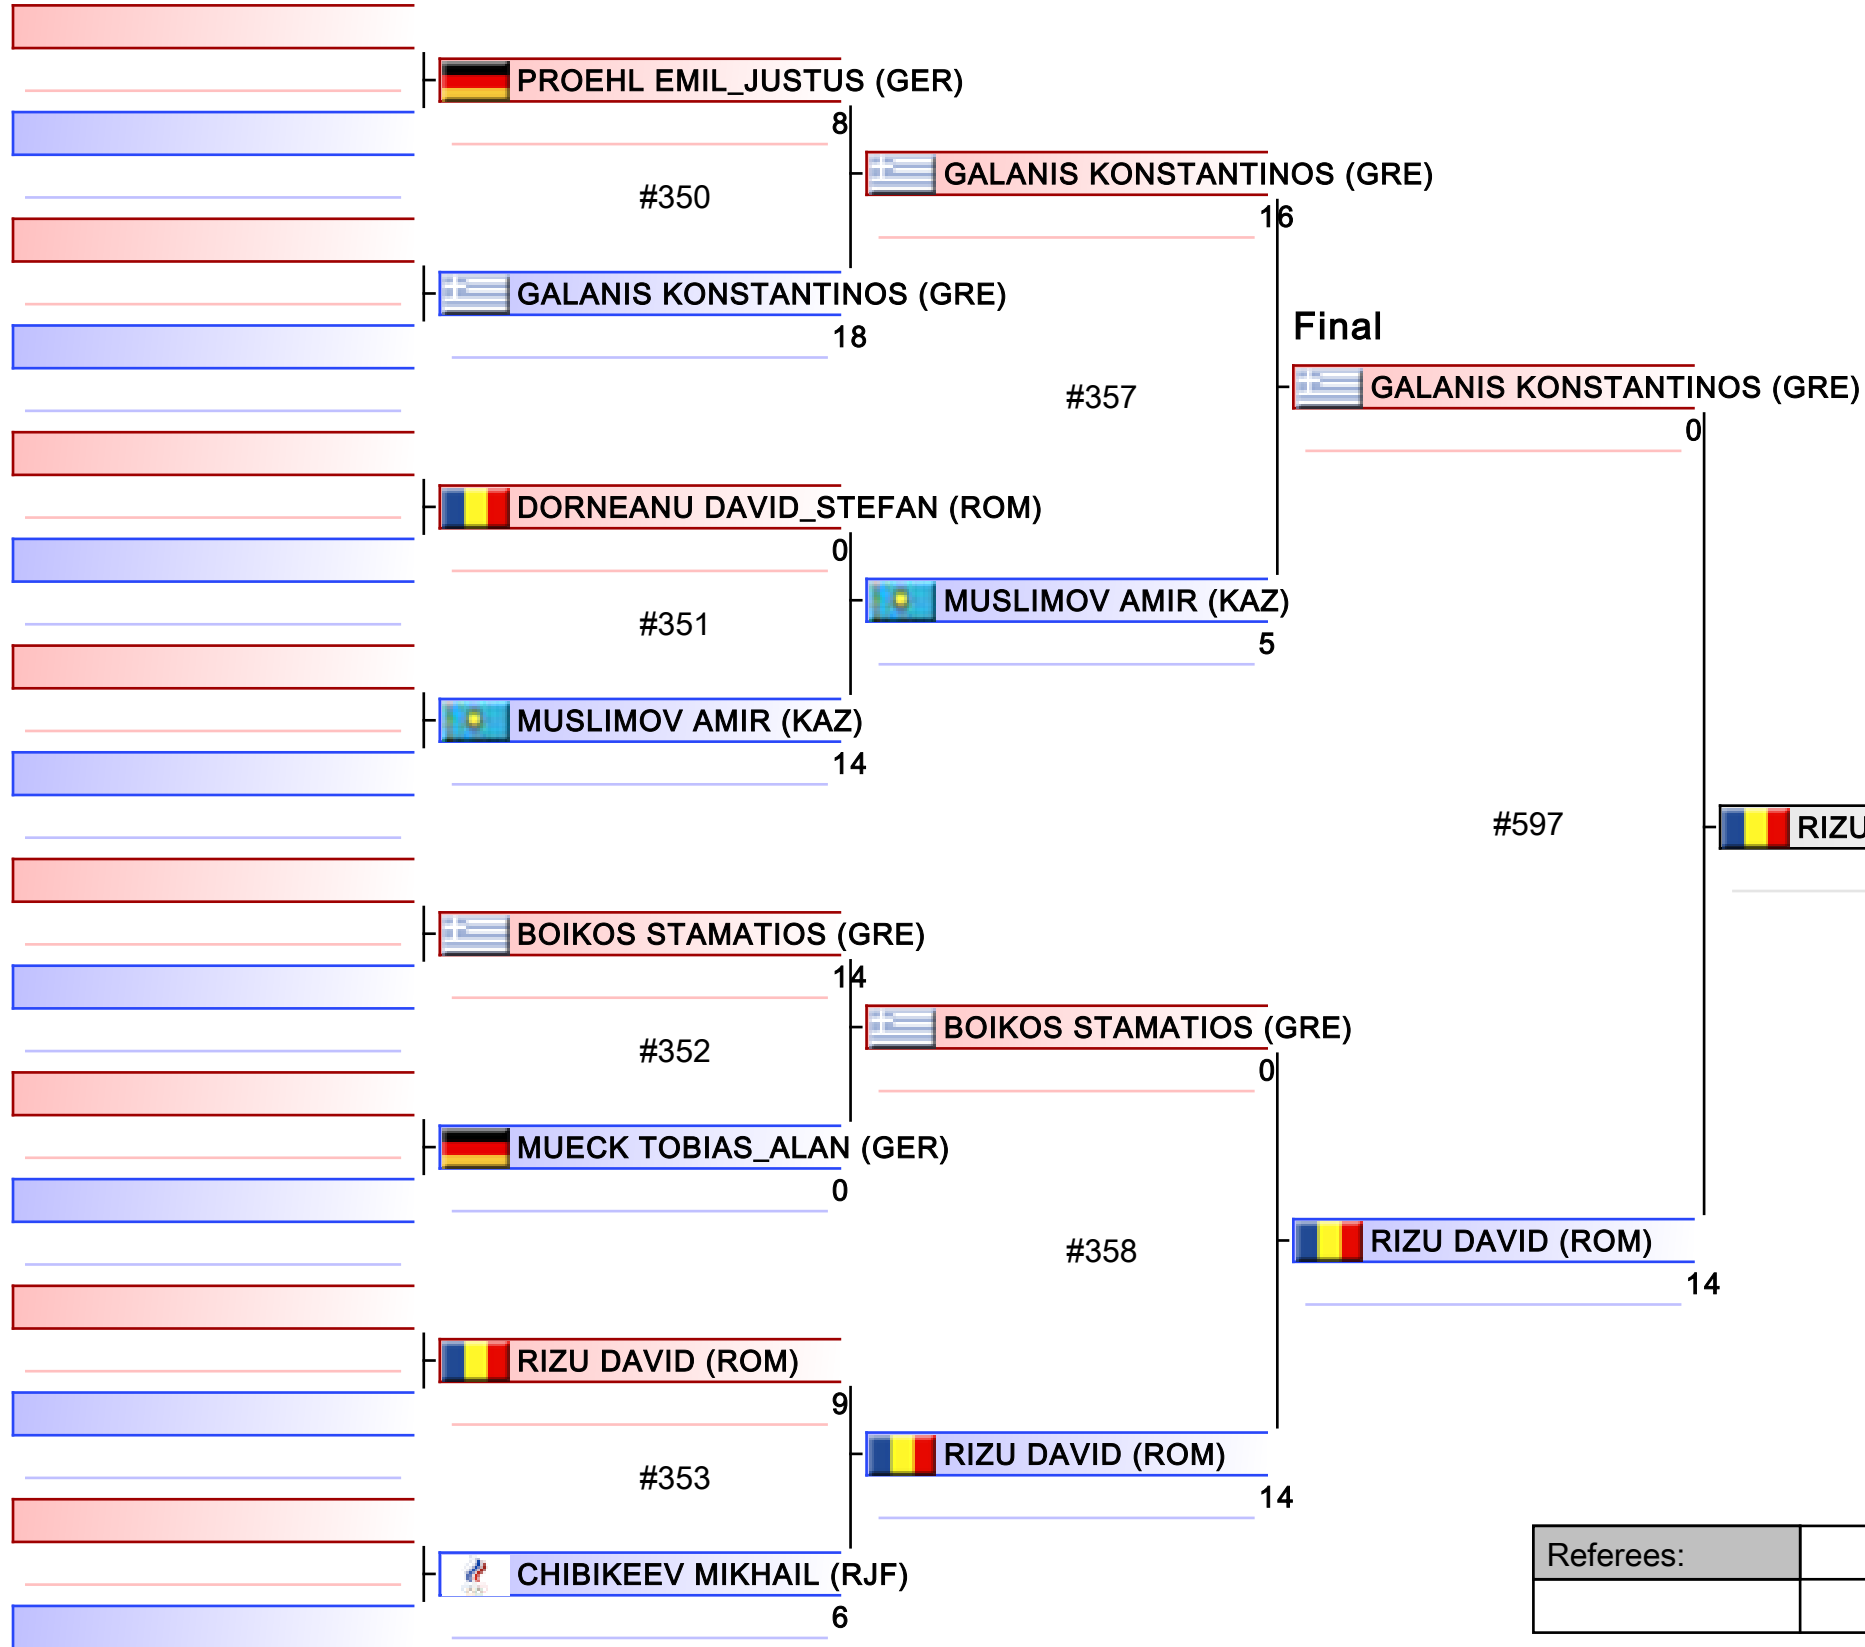 PROEHL EMIL_JUSTUS (GER)
8
#350
GALANIS KONSTANTINOS (GRE)
18
DORNEANU DAVID_STEFAN (ROM)
0
#351
MUSLIMOV AMIR (KAZ)
14
BOIKOS STAMATIOS (GRE)
14
#352
MUECK TOBIAS_ALAN (GER)
0
RIZU DAVID (ROM)
9
#353
CHIBIKEEV MIKHAIL (RJF)
6
GALANIS KONSTANTINOS (GRE)
16
#357
MUSLIMOV AMIR (KAZ)
5
BOIKOS STAMATIOS (GRE)
0
#358
RIZU DAVID (ROM)
14
Final
GALANIS KONSTANTINOS (GRE)
0
#597
RIZU DAVID (ROM)
14
RIZU
Referees: